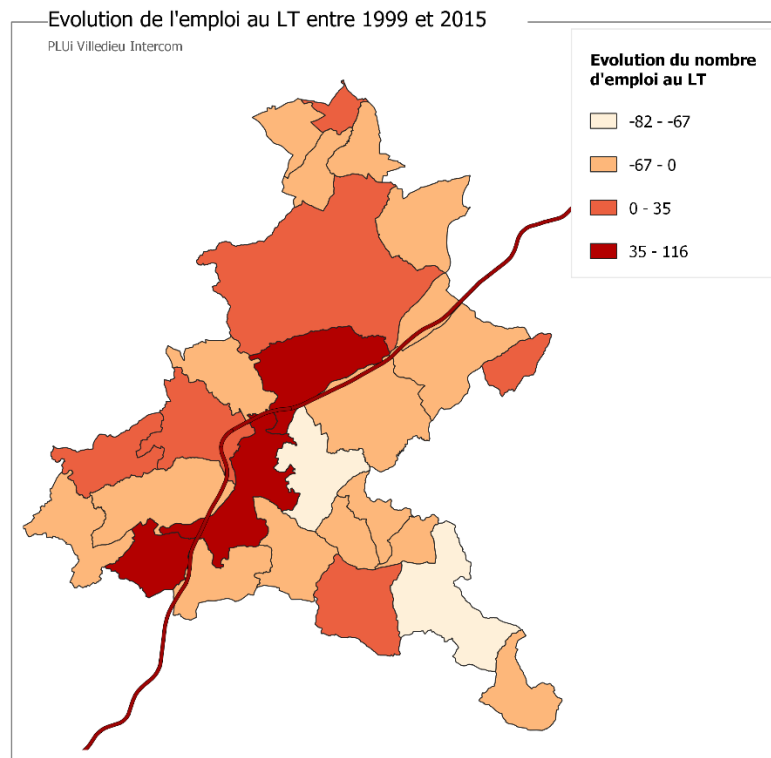 Evolution de l'emploi au LT entre 1999 et 2015
PLUi Villedieu Intercom
Evolution du nombre
d'emploi au LT
-82 - -67
-67 - 0
0 - 35
35 - 116